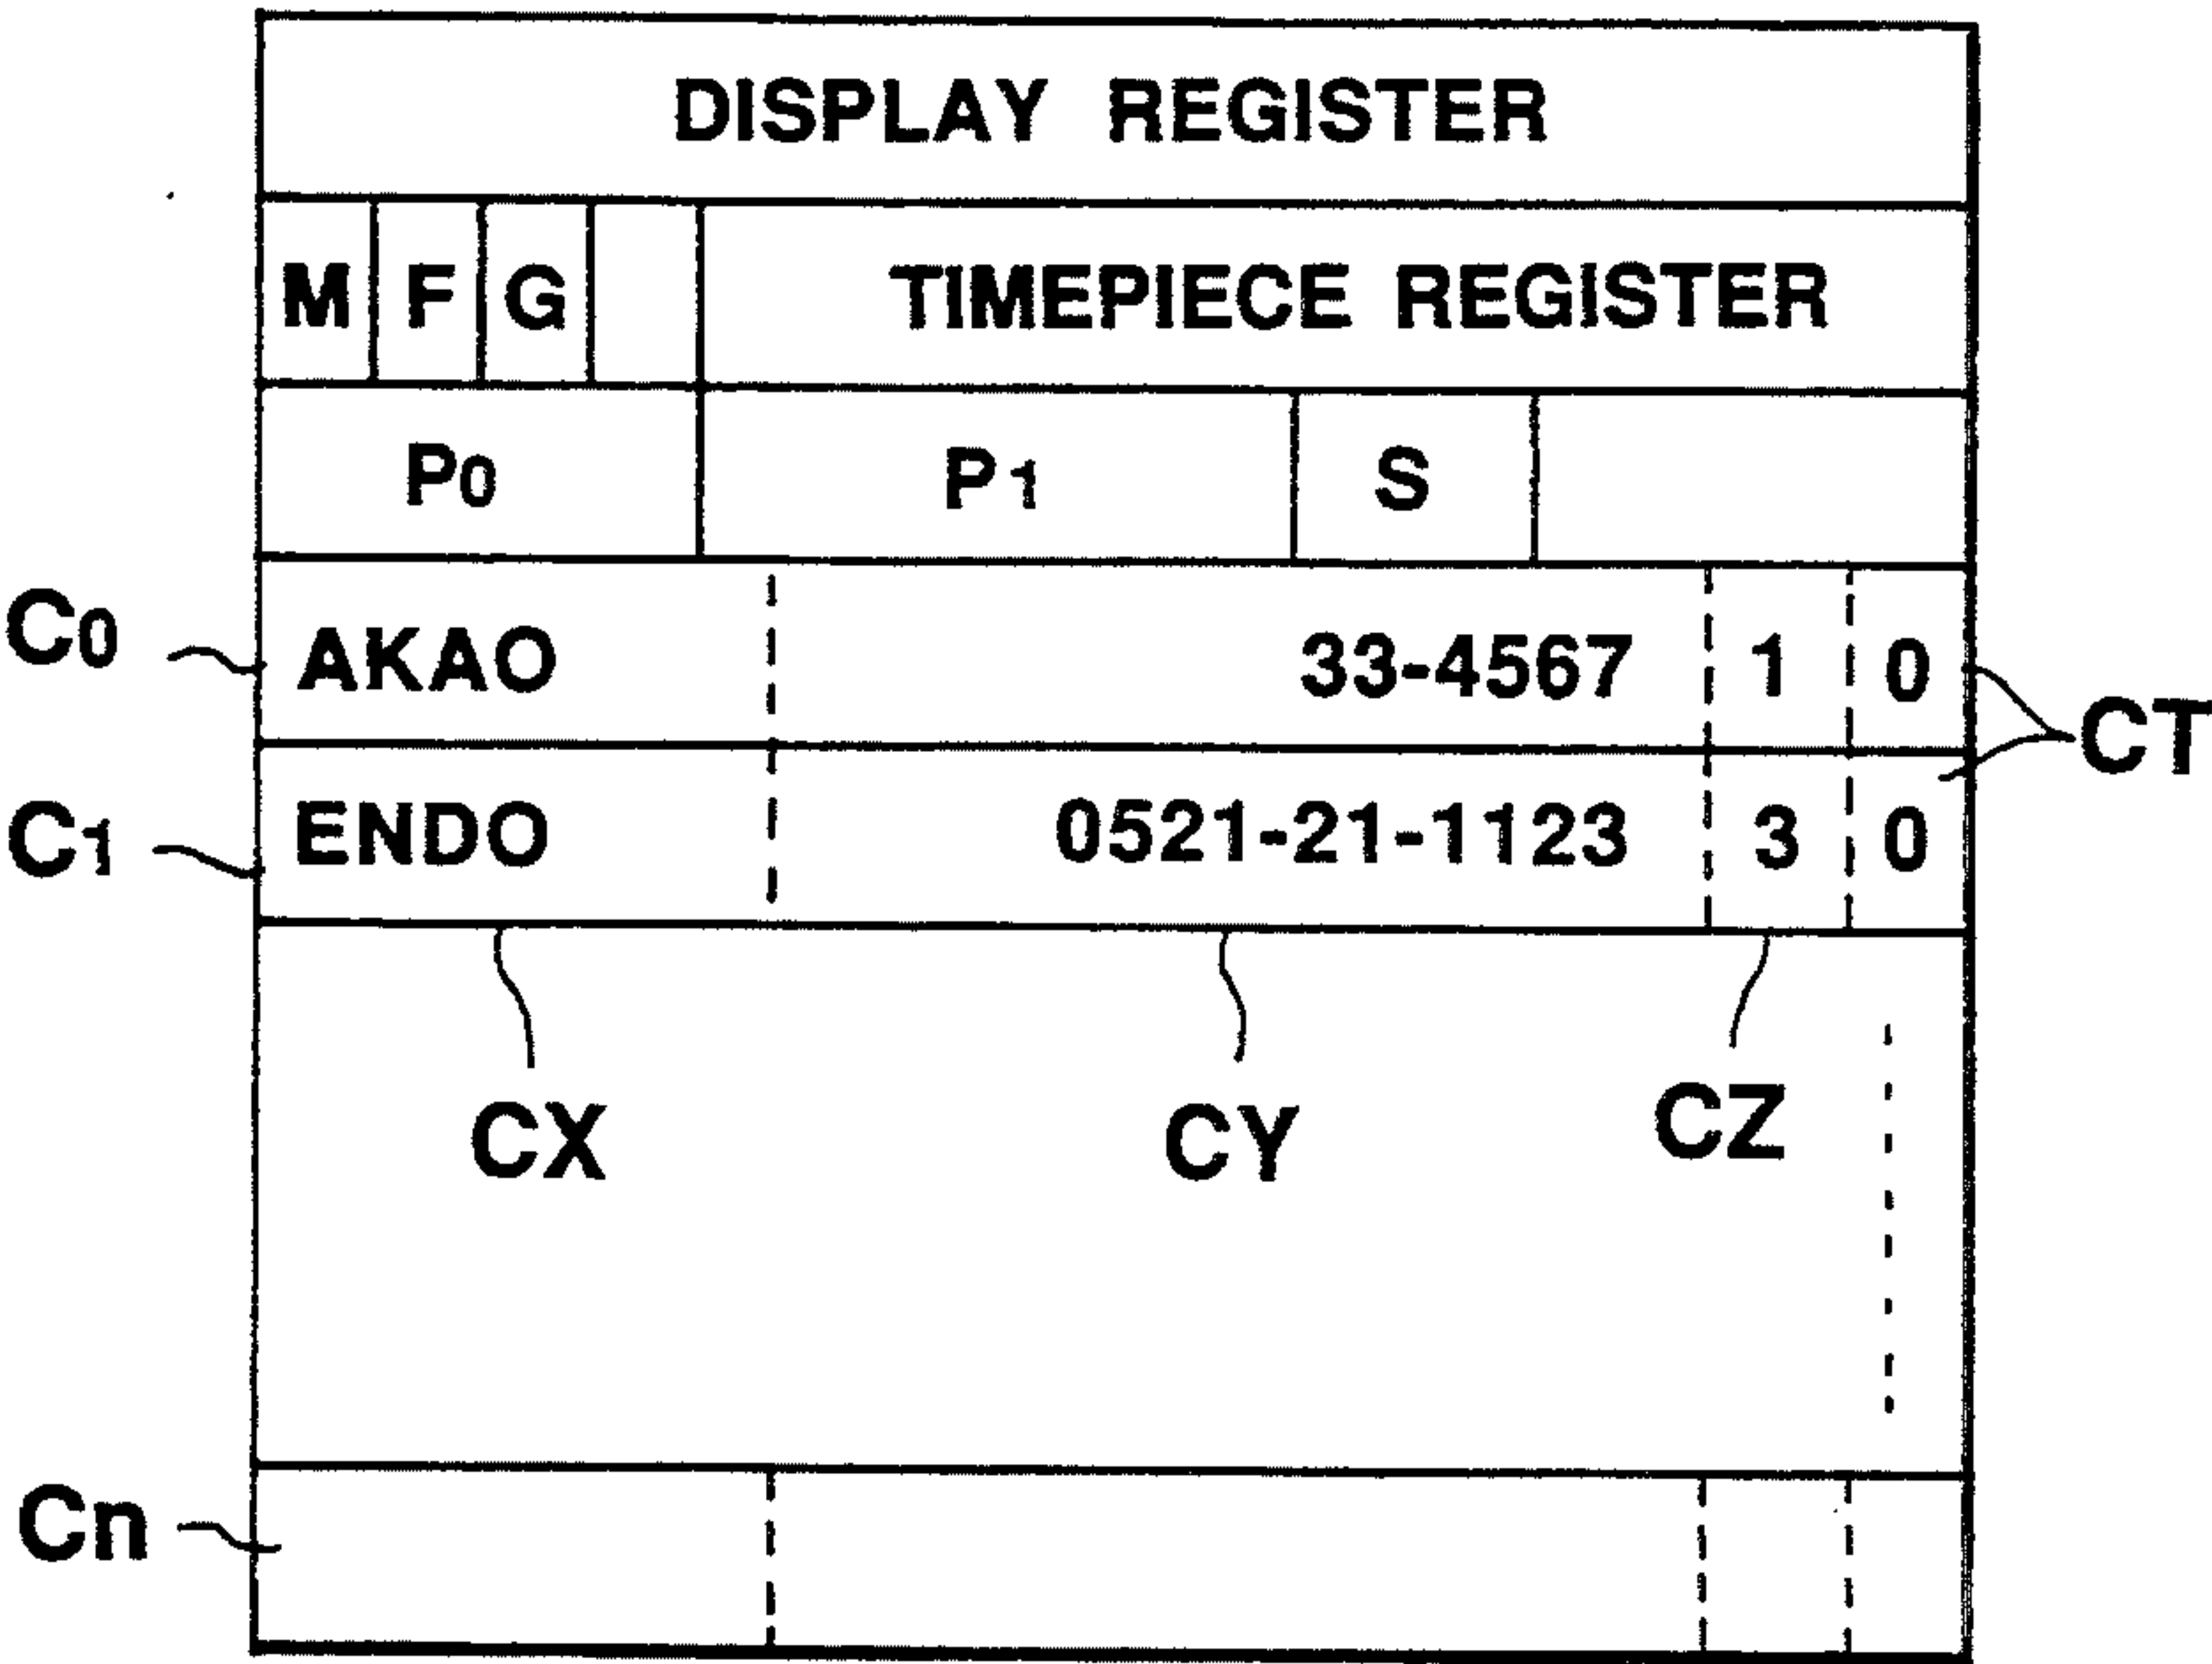 DISPLAY REGISTER
M F G TIMEPIECE REGISTER
P0 P1 S
C0 AKAO 33-4567 1 0
CT
C1 ENDO 0521-21-1123 3 0
CX CY CZ
Cn